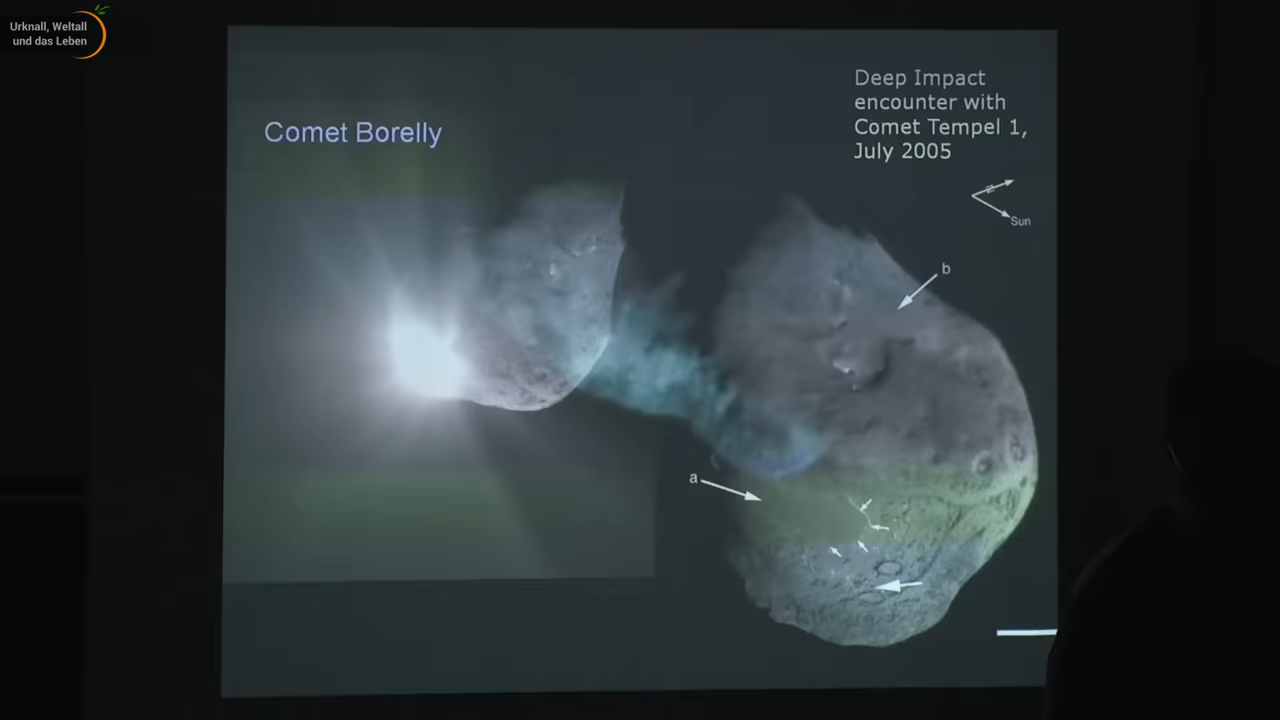 Urknall, Weltall
und das Leben
Comet Borelly
Deep Impact
encounter with
Comet Tempel 1,
July 2005
Sun
b
a